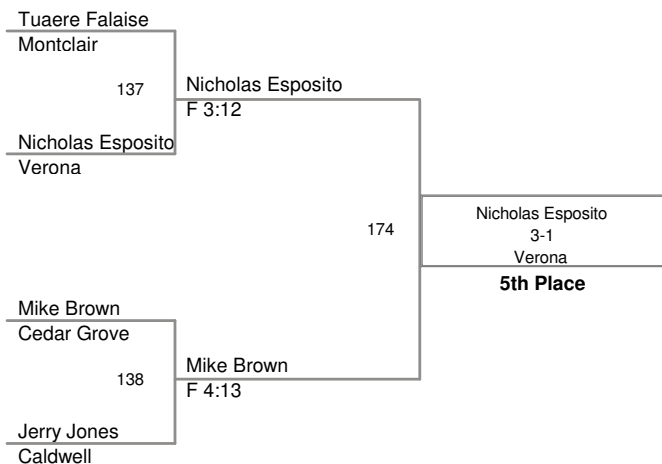 Tuaere Falaise
Montclair
137
Nicholas Esposito
F 3:12
Nicholas Esposito
Verona
174
Nicholas Esposito
3-1
Verona
5th Place
Mike Brown
Cedar Grove
138
Mike Brown
F 4:13
Jerry Jones
Caldwell